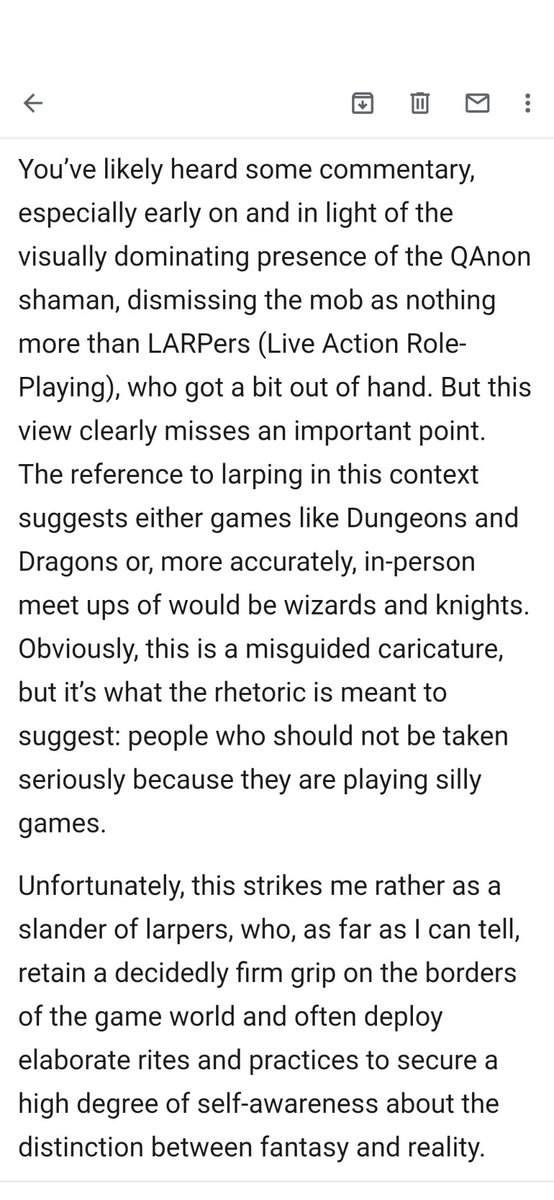 You’ve likely heard some commentary,
especially early on and in light of the
visually dominating presence of the QAnon
shaman, dismissing the mob as nothing
more than LARPers (Live Action Role-
Playing), who got a bit out of hand. But this
view clearly misses an important point.
The reference to larping in this context
suggests either games like Dungeons and
Dragons or, more accurately, in-person
meet ups of would be wizards and knights.
Obviously, this is a misguided caricature,
but it’s what the rhetoric is meant to
suggest: people who should not be taken
seriously because they are playing silly
games.
Unfortunately, this strikes me rather as a
slander of larpers, who, as far as I can tell,
retain a decidedly firm grip on the borders
of the game world and often deploy
elaborate rites and practices to secure a
high degree of self-awareness about the
distinction between fantasy and reality.